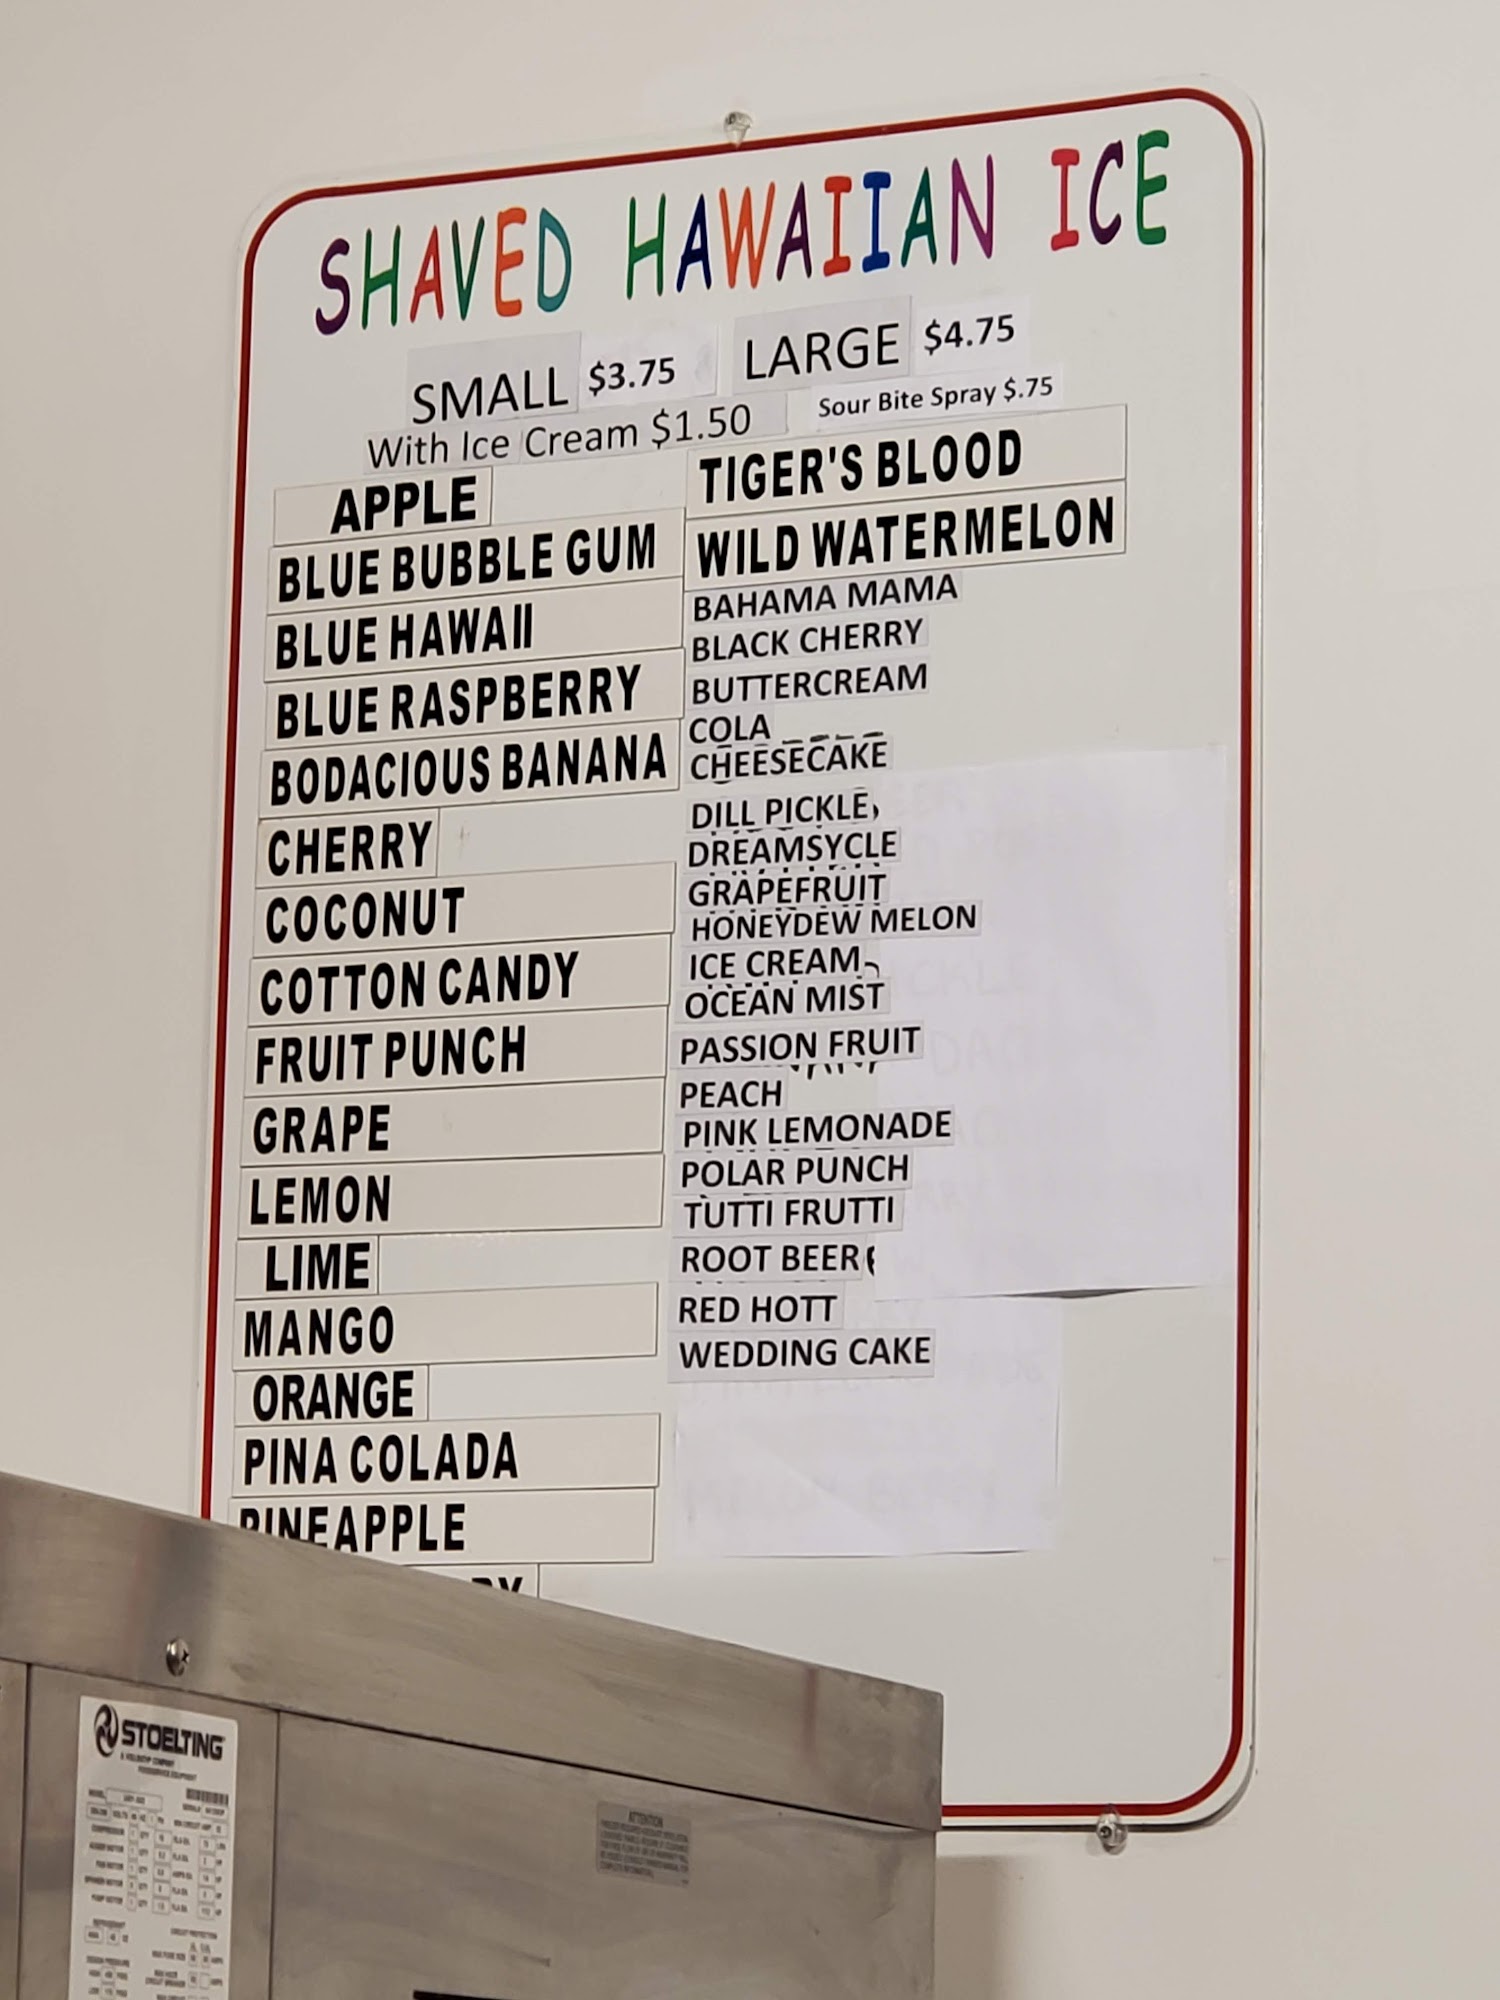 SHAVED HAWAIIAN ICE
SMALL $3.75 LARGE $4.75
With Ice Cream $1.50 Sour Bite Spray $.75
APPLE
BLUE BUBBLE GUM
BLUE HAWAII
BLUE RASPBERRY
BODACIOUS BANANA
CHERRY
COCONUT
COTTON CANDY
FRUIT PUNCH
GRAPE
LEMON
LIME
MANGO
ORANGE
PINA COLADA
PINEAPPLE
TIGER'S BLOOD
WILD WATERMELON
BAHAMA MAMA
BLACK CHERRY
BUTTERCREAM
COLA
CHEESECAKE
DILL PICKLE
DREAMSYCLE
GRAPEFRUIT
HONEYDEW MELON
ICE CREAM
OCEAN MIST
PASSION FRUIT
PEACH
PINK LEMONADE
POLAR PUNCH
TUTTI FRUTTI
ROOT BEER
RED HOTT
WEDDING CAKE
STOELTING
ATTENTION